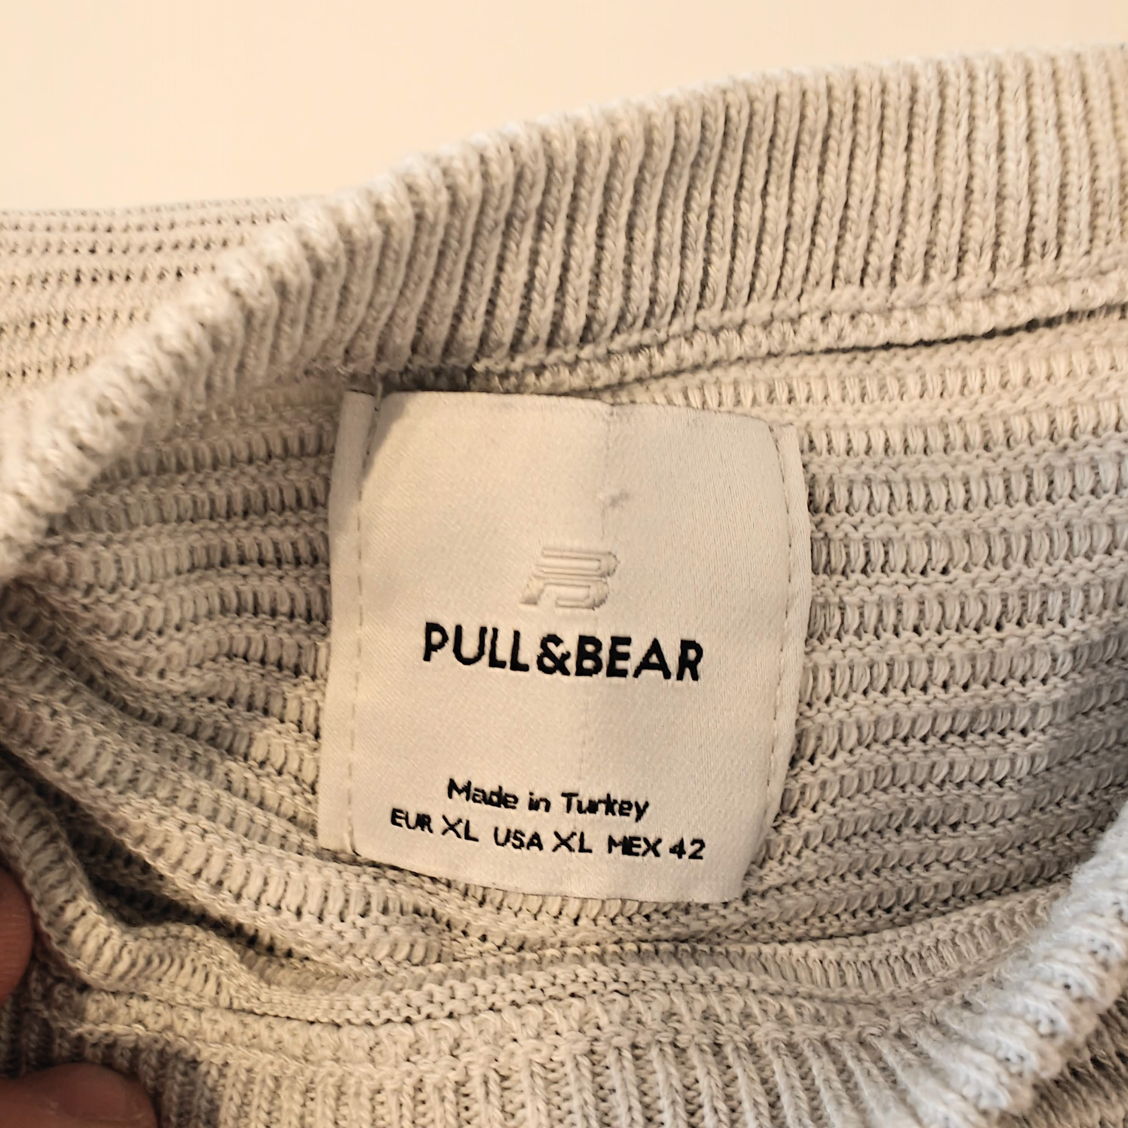 PULL&BEAR
Made in Turkey
EUR XL USA XL MEX 42